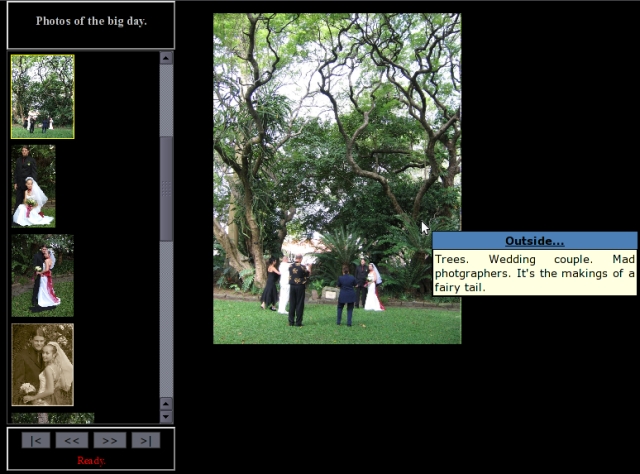 Photos of the big day.
Outside...
Trees. Wedding couple. Mad
photgraphers. It's the makings of a
fairy tail.
|< << >> >|
Ready.